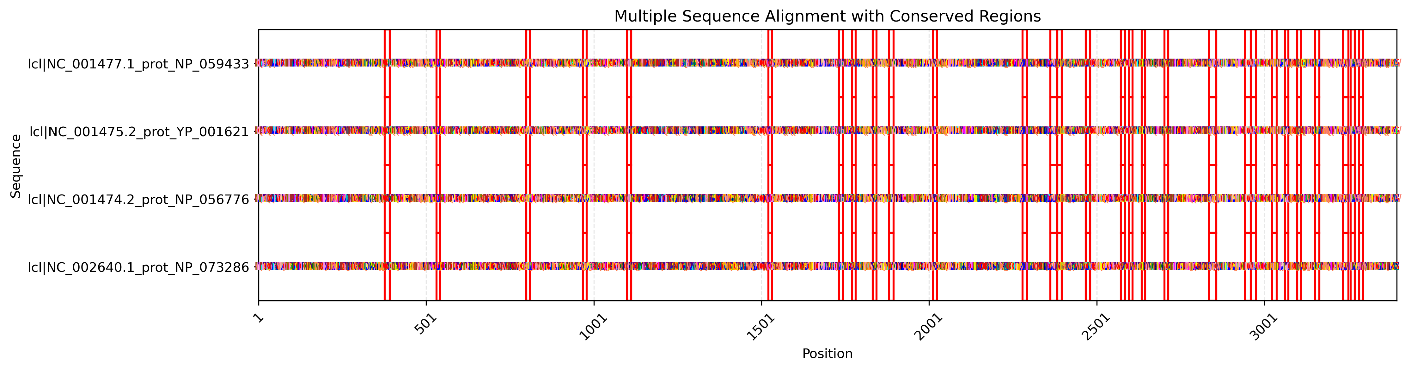 Multiple Sequence Alignment with Conserved Regions
lcl|NC_001477.1_prot_NP_059433
lcl|NC_001475.2_prot_YP_001621
lcl|NC_001474.2_prot_NP_056776
lcl|NC_002640.1_prot_NP_073286
Sequence
1
501
1001
1501
2001
2501
3001
Position